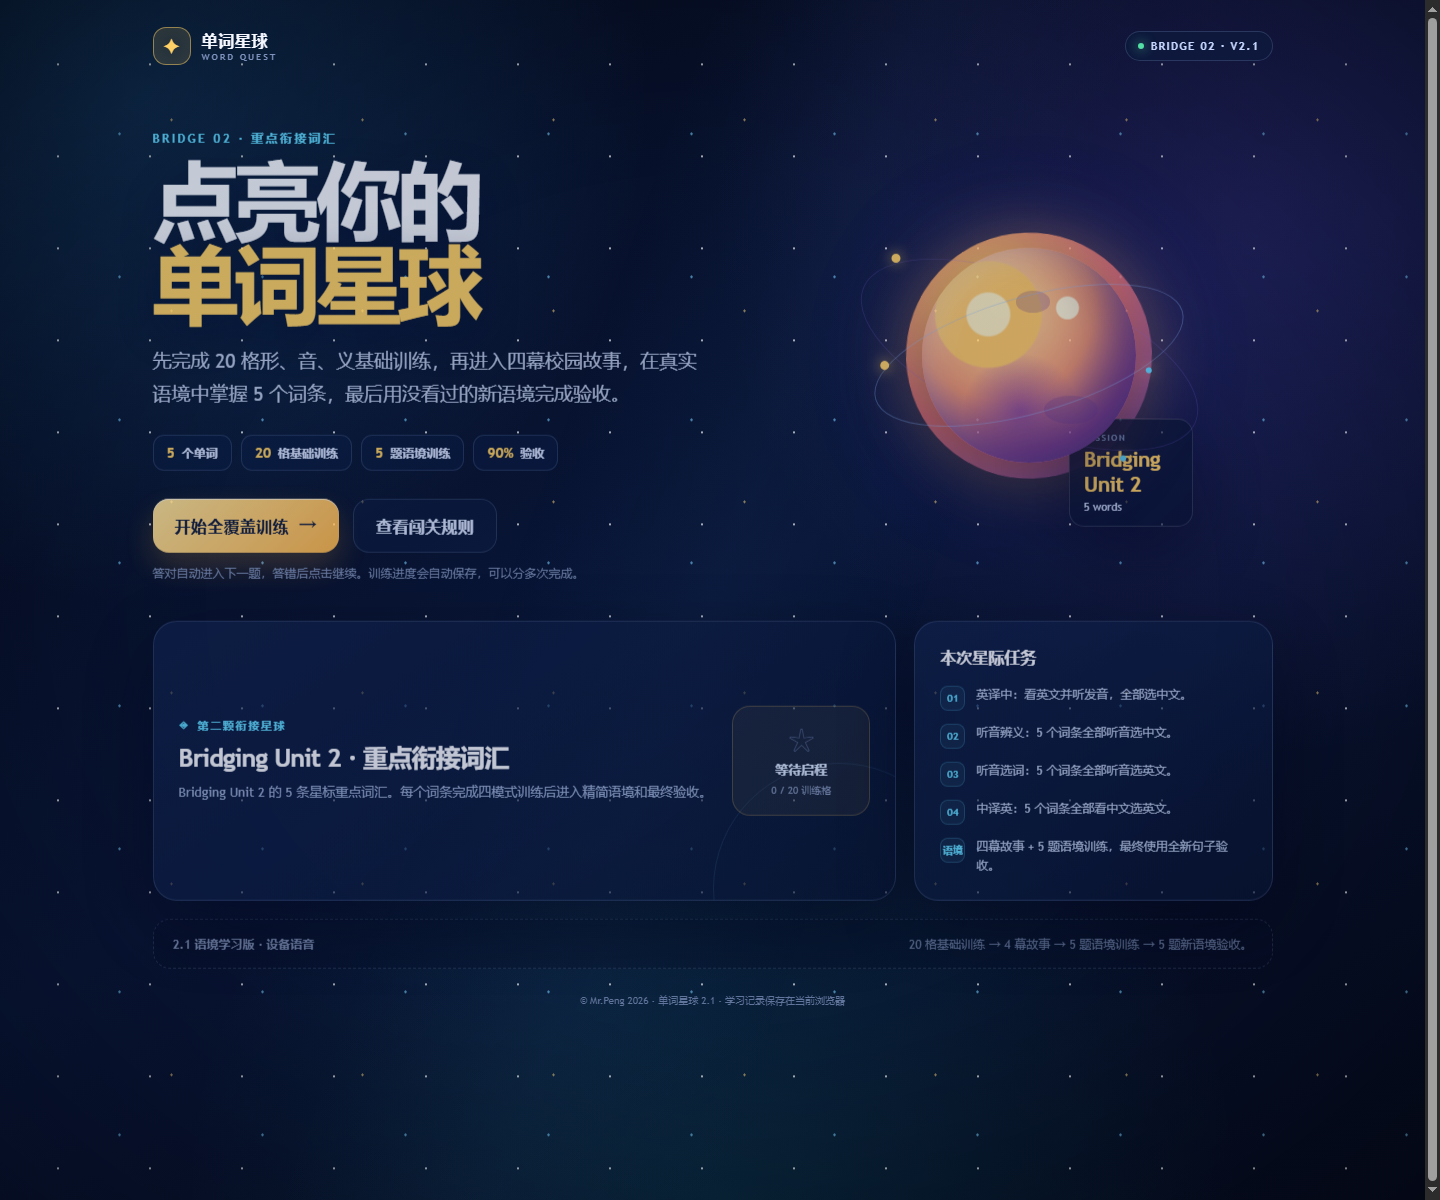 单词星球
WORD QUEST
BRIDGE 02 · V2.1
BRIDGE 02 · 重点衔接词汇
点亮你的
单词星球
先完成 20 格形、音、义基础训练，再进入四幕校园故事，在真实
语境中掌握 5 个词条，最后用没看过的新语境完成验收。
5 个单词
20 格基础训练
5 题语境训练
90% 验收
开始全覆盖训练 →
查看闯关规则
答对自动进入下一题，答错后点击继续。训练进度会自动保存，可以分多次完成。
Bridging
Unit 2
5 words
第二颗衔接星球
Bridging Unit 2 · 重点衔接词汇
Bridging Unit 2 的 5 条星标重点词汇。每个词条完成四模式训练后进入精简语境和最终验收。
等待启程
0 / 20 训练格
本次星际任务
01 英译中：看英文并听发音，全部选中文。
02 听音辨义：5 个词条全部听音选中文。
03 听音选词：5 个词条全部听音选英文。
04 中译英：5 个词条全部看中文选英文。
语境 四幕故事 + 5 题语境训练，最终使用全新句子验
收。
2.1 语境学习版 · 设备语音
20 格基础训练 → 4 幕故事 → 5 题语境训练 → 5 题新语境验收。
© Mr.Peng 2026 · 单词星球 2.1 · 学习记录保存在当前浏览器